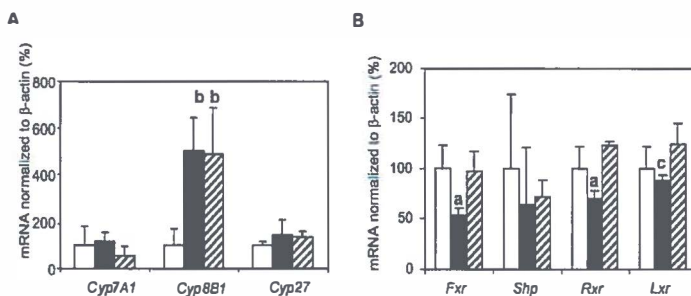 A
mRNA normalized to β-actin (%)
800
600
400
200
0
b b
Cyp7A1 Cyp8B1 Cyp27
B
mRNA normalized to β-actin (%)
200
150
100
50
0
a a c
Fxr Shp Rxr Lxr